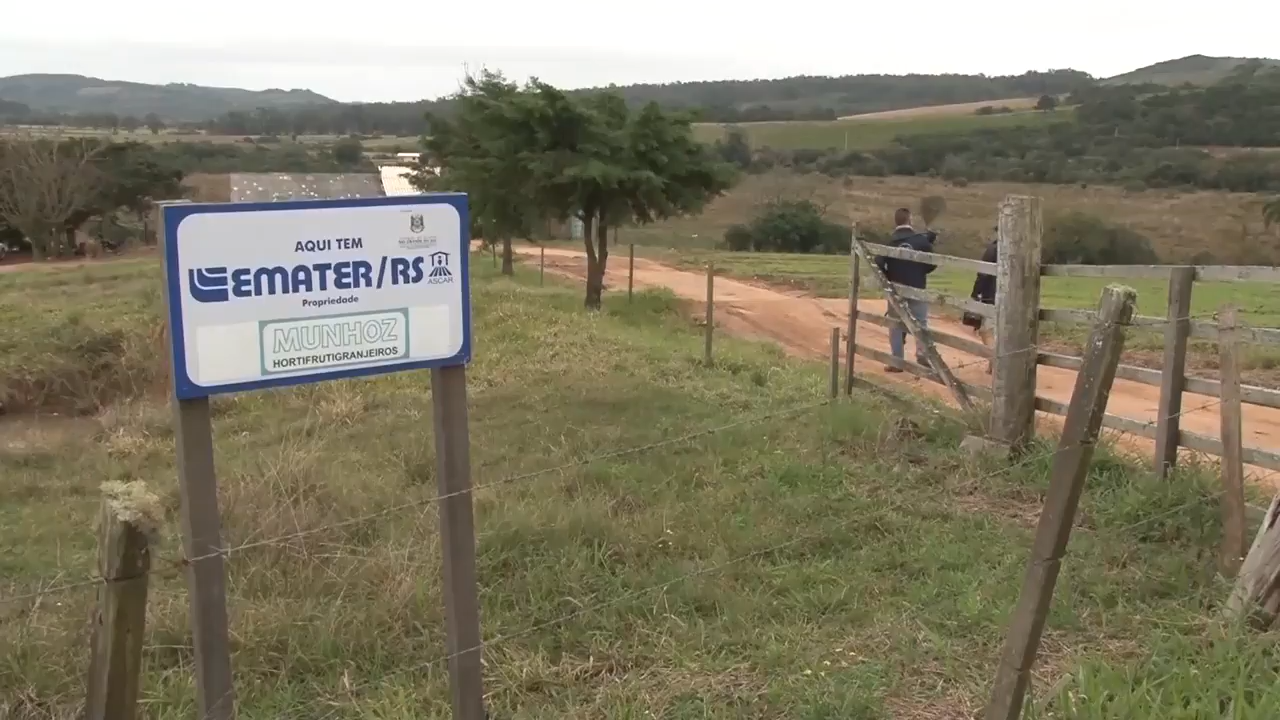 AQUI TEM
EMATER/RS
ASCAR
Propriedade
MUNHOZ
HORTIFRUTIGRANJEIROS